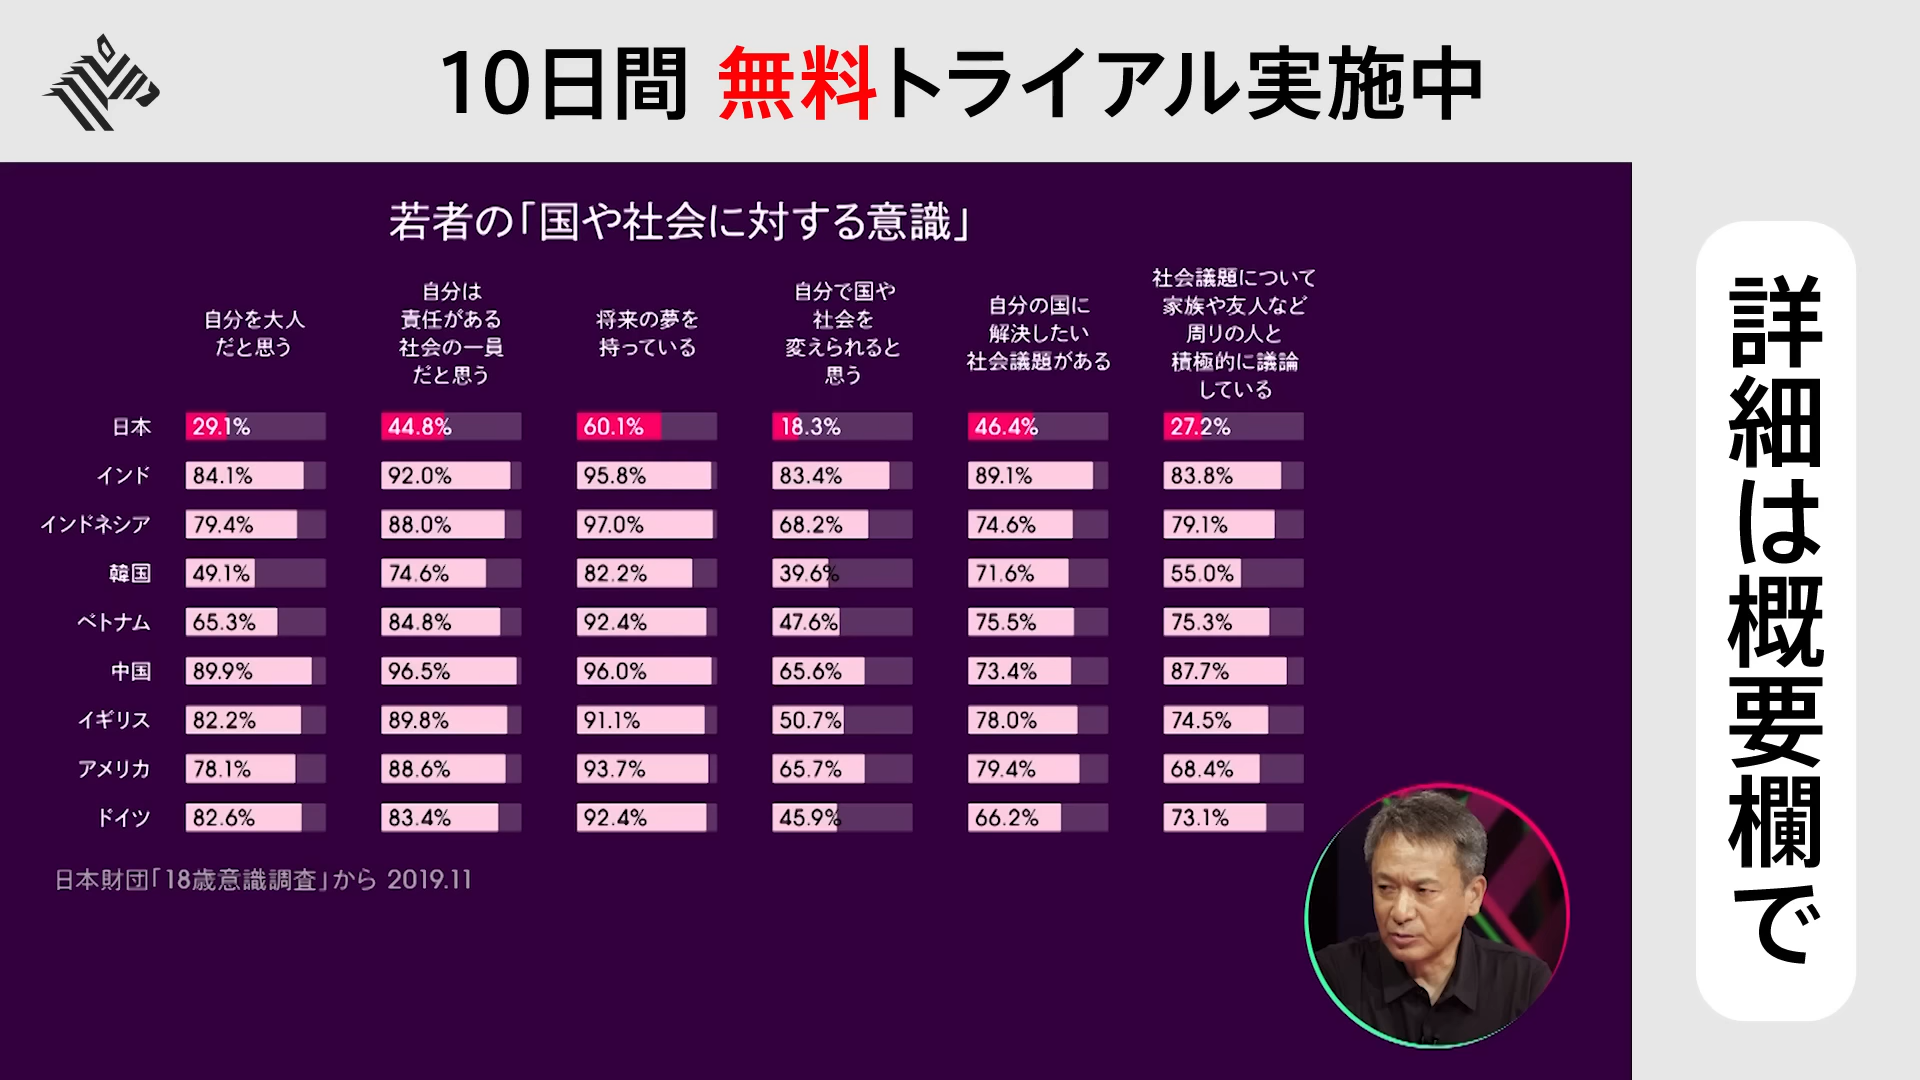 10日間 無料トライアル実施中
若者の「国や社会に対する意識」
自分を大人
だと思う
自分は
責任がある
社会の一員
だと思う
将来の夢を
持っている
自分で国や
社会を
変えられると
思う
自分の国に
解決したい
社会議題がある
社会議題について
家族や友人など
周りの人と
積極的に議論
している
日本 29.1% 44.8% 60.1% 18.3% 46.4% 27.2%
インド 84.1% 92.0% 95.8% 83.4% 89.1% 83.8%
インドネシア 79.4% 88.0% 97.0% 68.2% 74.6% 79.1%
韓国 49.1% 74.6% 82.2% 39.6% 71.6% 55.0%
ベトナム 65.3% 84.8% 92.4% 47.6% 75.5% 75.3%
中国 89.9% 96.5% 96.0% 65.6% 73.4% 87.7%
イギリス 82.2% 89.8% 91.1% 50.7% 78.0% 74.5%
アメリカ 78.1% 88.6% 93.7% 65.7% 79.4% 68.4%
ドイツ 82.6% 83.4% 92.4% 45.9% 66.2% 73.1%
日本財団「18歳意識調査」から 2019.11
詳細は概要欄で